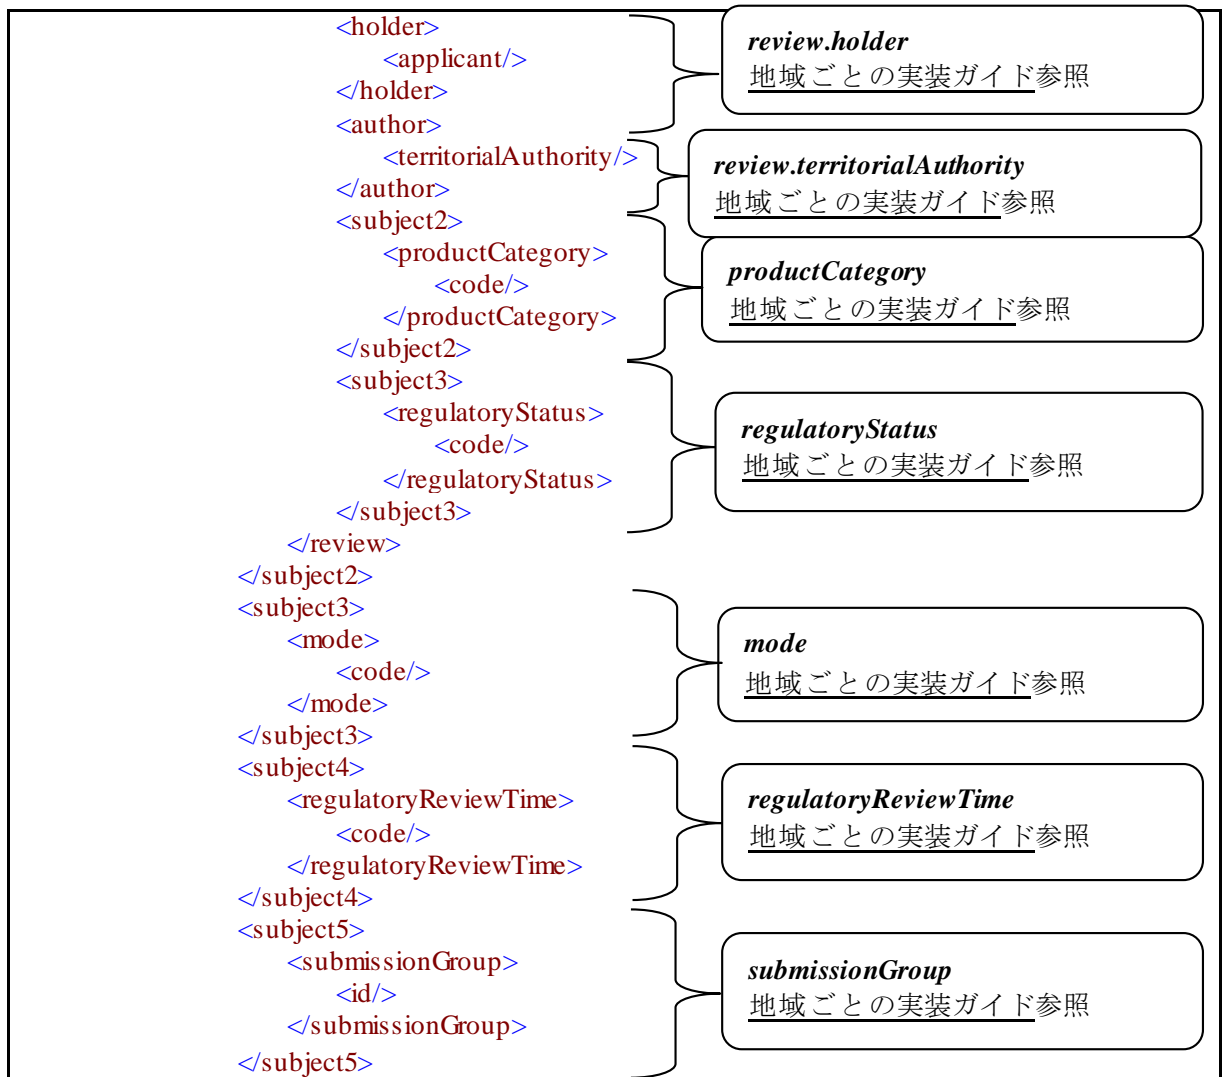 <holder>
<applicant/>
</holder>
<author>
review.holder
地域ごとの実装ガイド参照
<territorialAuthority/>
</author>
review.territorialAuthority
地域ごとの実装ガイド参照
<subject2>
<productCategory>
<code/>
</productCategory>
</subject2>
productCategory
地域ごとの実装ガイド参照
<subject3>
<regulatoryStatus>
<code/>
</regulatoryStatus>
</subject3>
regulatoryStatus
地域ごとの実装ガイド参照
</review>
</subject2>
<subject3>
<mode>
<code/>
</mode>
</subject3>
mode
地域ごとの実装ガイド参照
<subject4>
<regulatoryReviewTime>
<code/>
</regulatoryReviewTime>
</subject4>
regulatoryReviewTime
地域ごとの実装ガイド参照
<subject5>
<submissionGroup>
<id/>
</submissionGroup>
</subject5>
submissionGroup
地域ごとの実装ガイド参照